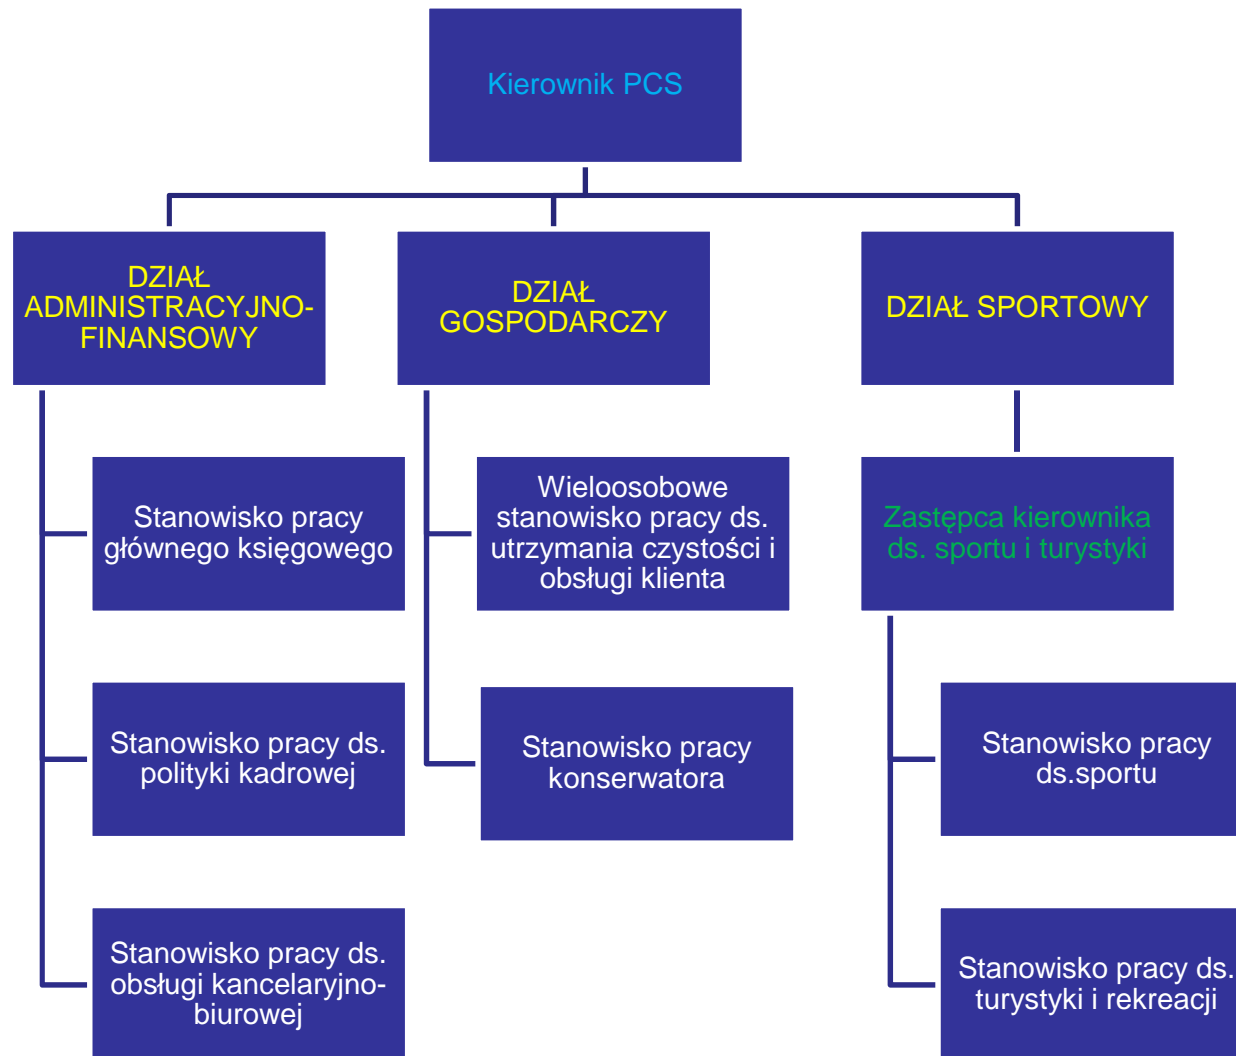 Kierownik PCS
DZIAŁ
ADMINISTRACYJNO-
FINANSOWY
DZIAŁ
GOSPODARCZY
DZIAŁ SPORTOWY
Stanowisko pracy
głównego księgowego
Wieloosobowe
stanowisko pracy ds.
utrzymania czystości i
obsługi klienta
Zastępca kierownika
ds. sportu i turystyki
Stanowisko pracy ds.
polityki kadrowej
Stanowisko pracy
konserwatora
Stanowisko pracy
ds.sportu
Stanowisko pracy ds.
obsługi kancelaryjno-
biurowej
Stanowisko pracy ds.
turystyki i rekreacji